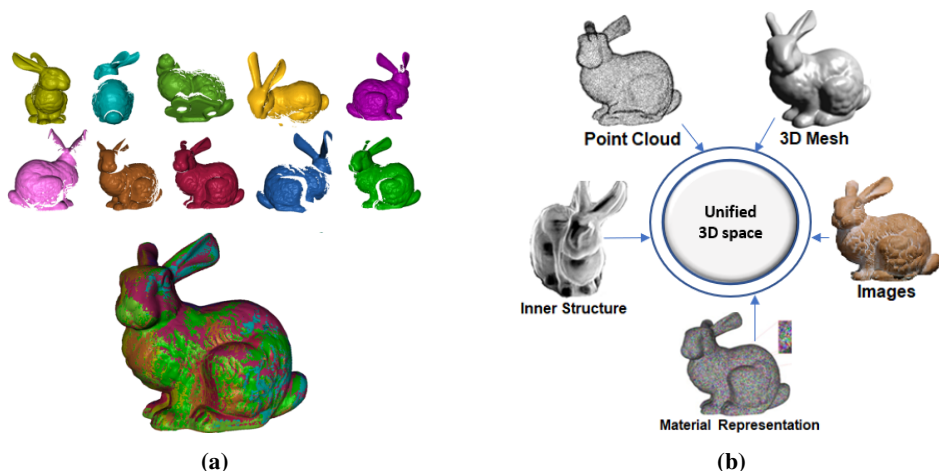 Point Cloud
3D Mesh
Unified
3D space
Images
Inner Structure
Material Representation
(a)
(b)